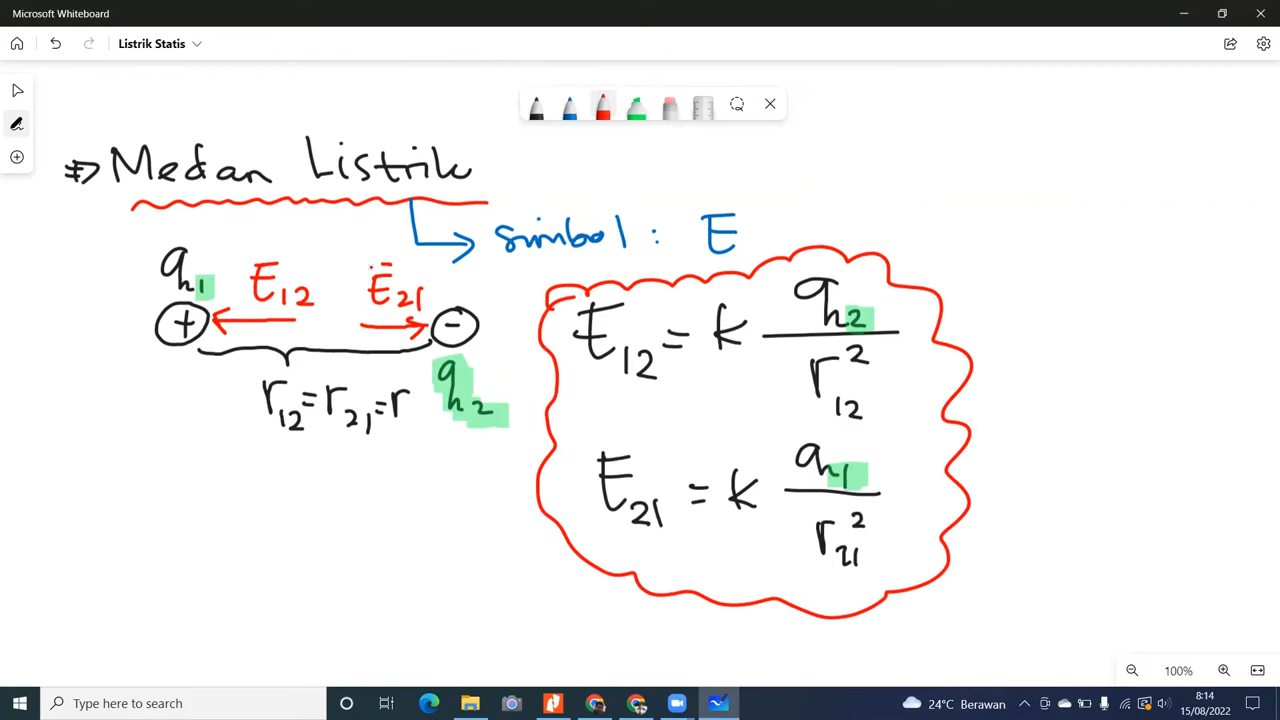 Microsoft Whiteboard
Listrik Statis
⇒ Medan Listrik
simbol : E
q1
E12
E21
+
-
r12 = r21 = r
q2
E12 = k q2 / r12²
E21 = k q1 / r21²
100%
Type here to search
24°C Berawan
8:14
15/08/2022